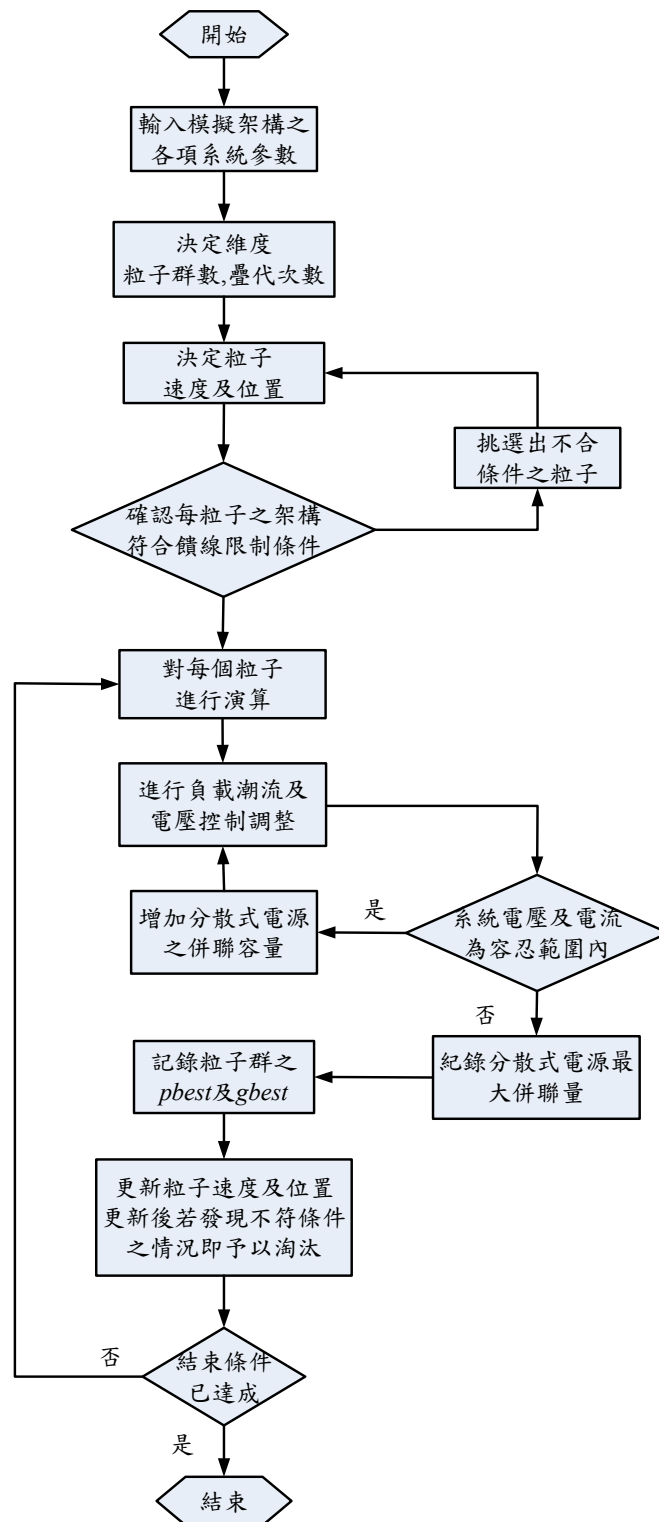 開始
輸入模擬架構之
各項系統參數
決定維度
粒子群數,疊代次數
決定粒子
速度及位置
挑選出不合
條件之粒子
確認每粒子之架構
符合饋線限制條件
對每個粒子
進行演算
進行負載潮流及
電壓控制調整
增加分散式電源
之併聯容量
是
系統電壓及電流
為容忍範圍內
否
記錄粒子群之
pbest及gbest
紀錄分散式電源最
大併聯量
更新粒子速度及位置
更新後若發現不符條件
之情況即予以淘汰
否
結束條件
已達成
是
結束